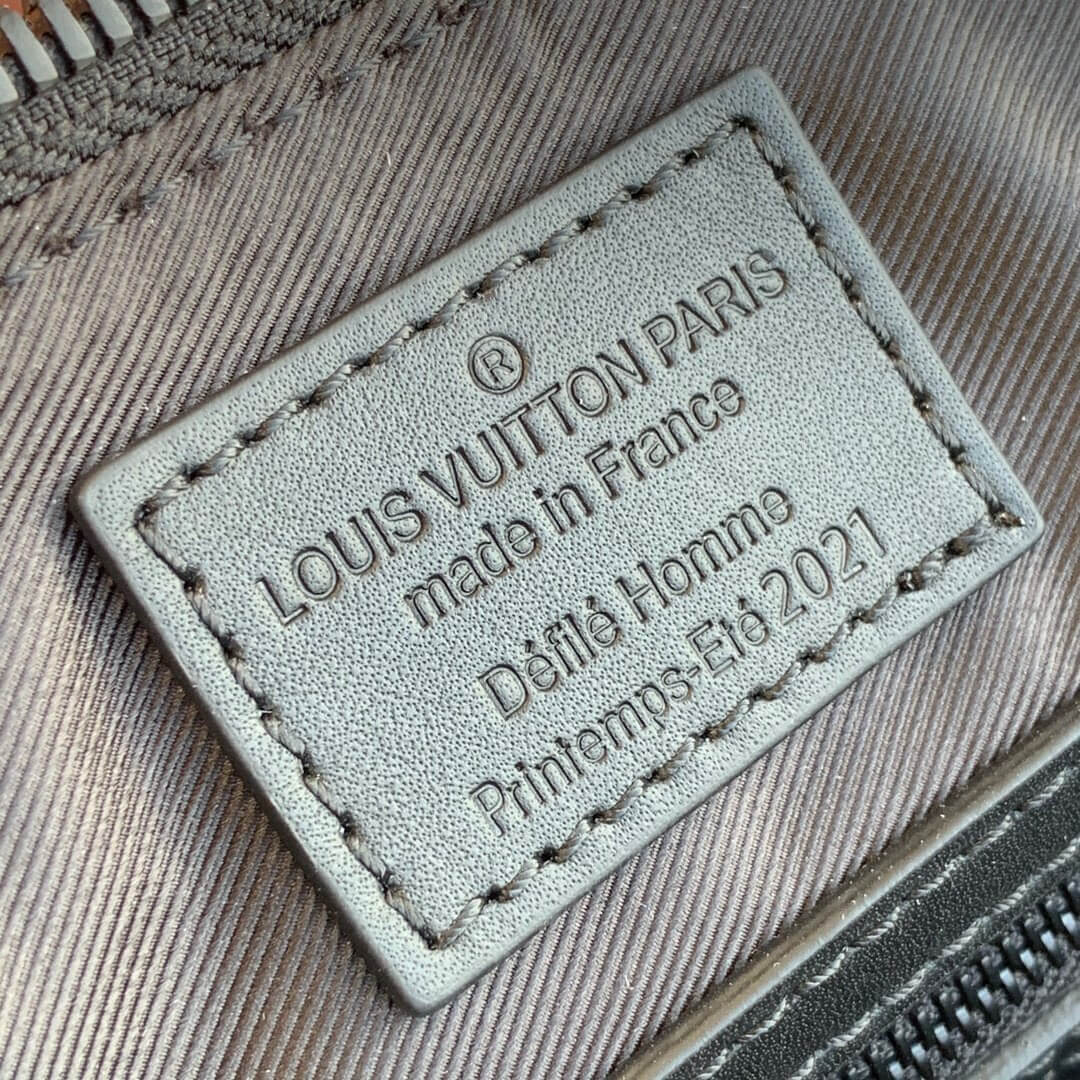 ®
LOUIS VUITTON PARIS
made in France
Défilé Homme
Printemps-Eté 2021